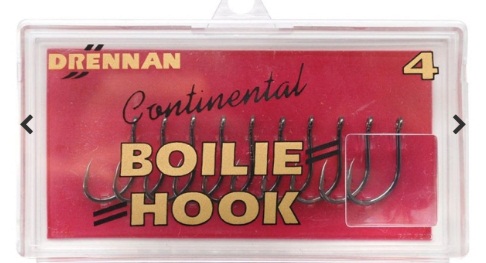 DRENNAN
4
Continental
BOILIE
HOOK